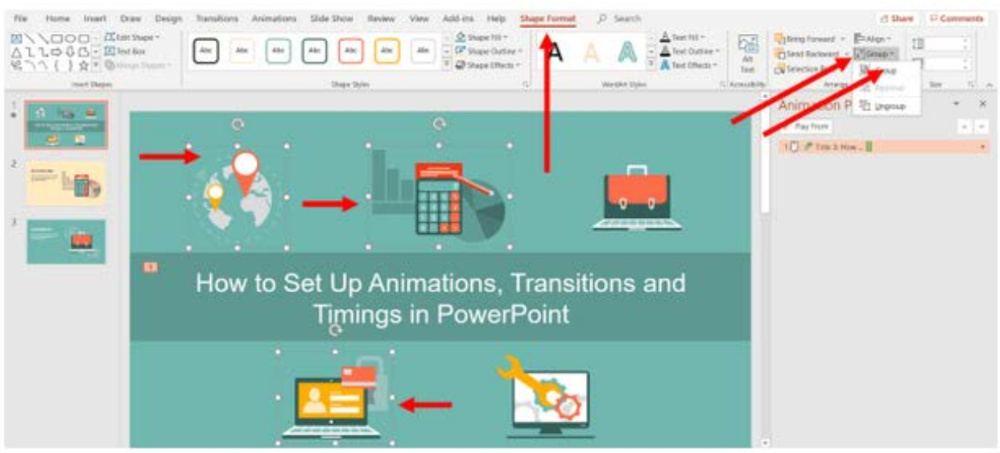 File Home Insert Draw Design Transitions Animations Slide Show Review View Add-ins Help Shape Format Search Share Comments
Edit Shape
Text Box
Merge Shapes
Insert Shapes
Abc Abc Abc Abc Abc Abc Abc
Shape Fill
Shape Outline
Shape Effects
Shape Styles
A A A
Text Fill
Text Outline
Text Effects
WordArt Styles
Alt
Text
Accessibility
Bring Forward
Send Backward
Selection
Align
Group
Arrange
Size
Group
Regroup
Ungroup
Animation P
Play From
1 Title 3: How ...
1
2
3
1
How to Set Up Animations, Transitions and
Timings in PowerPoint